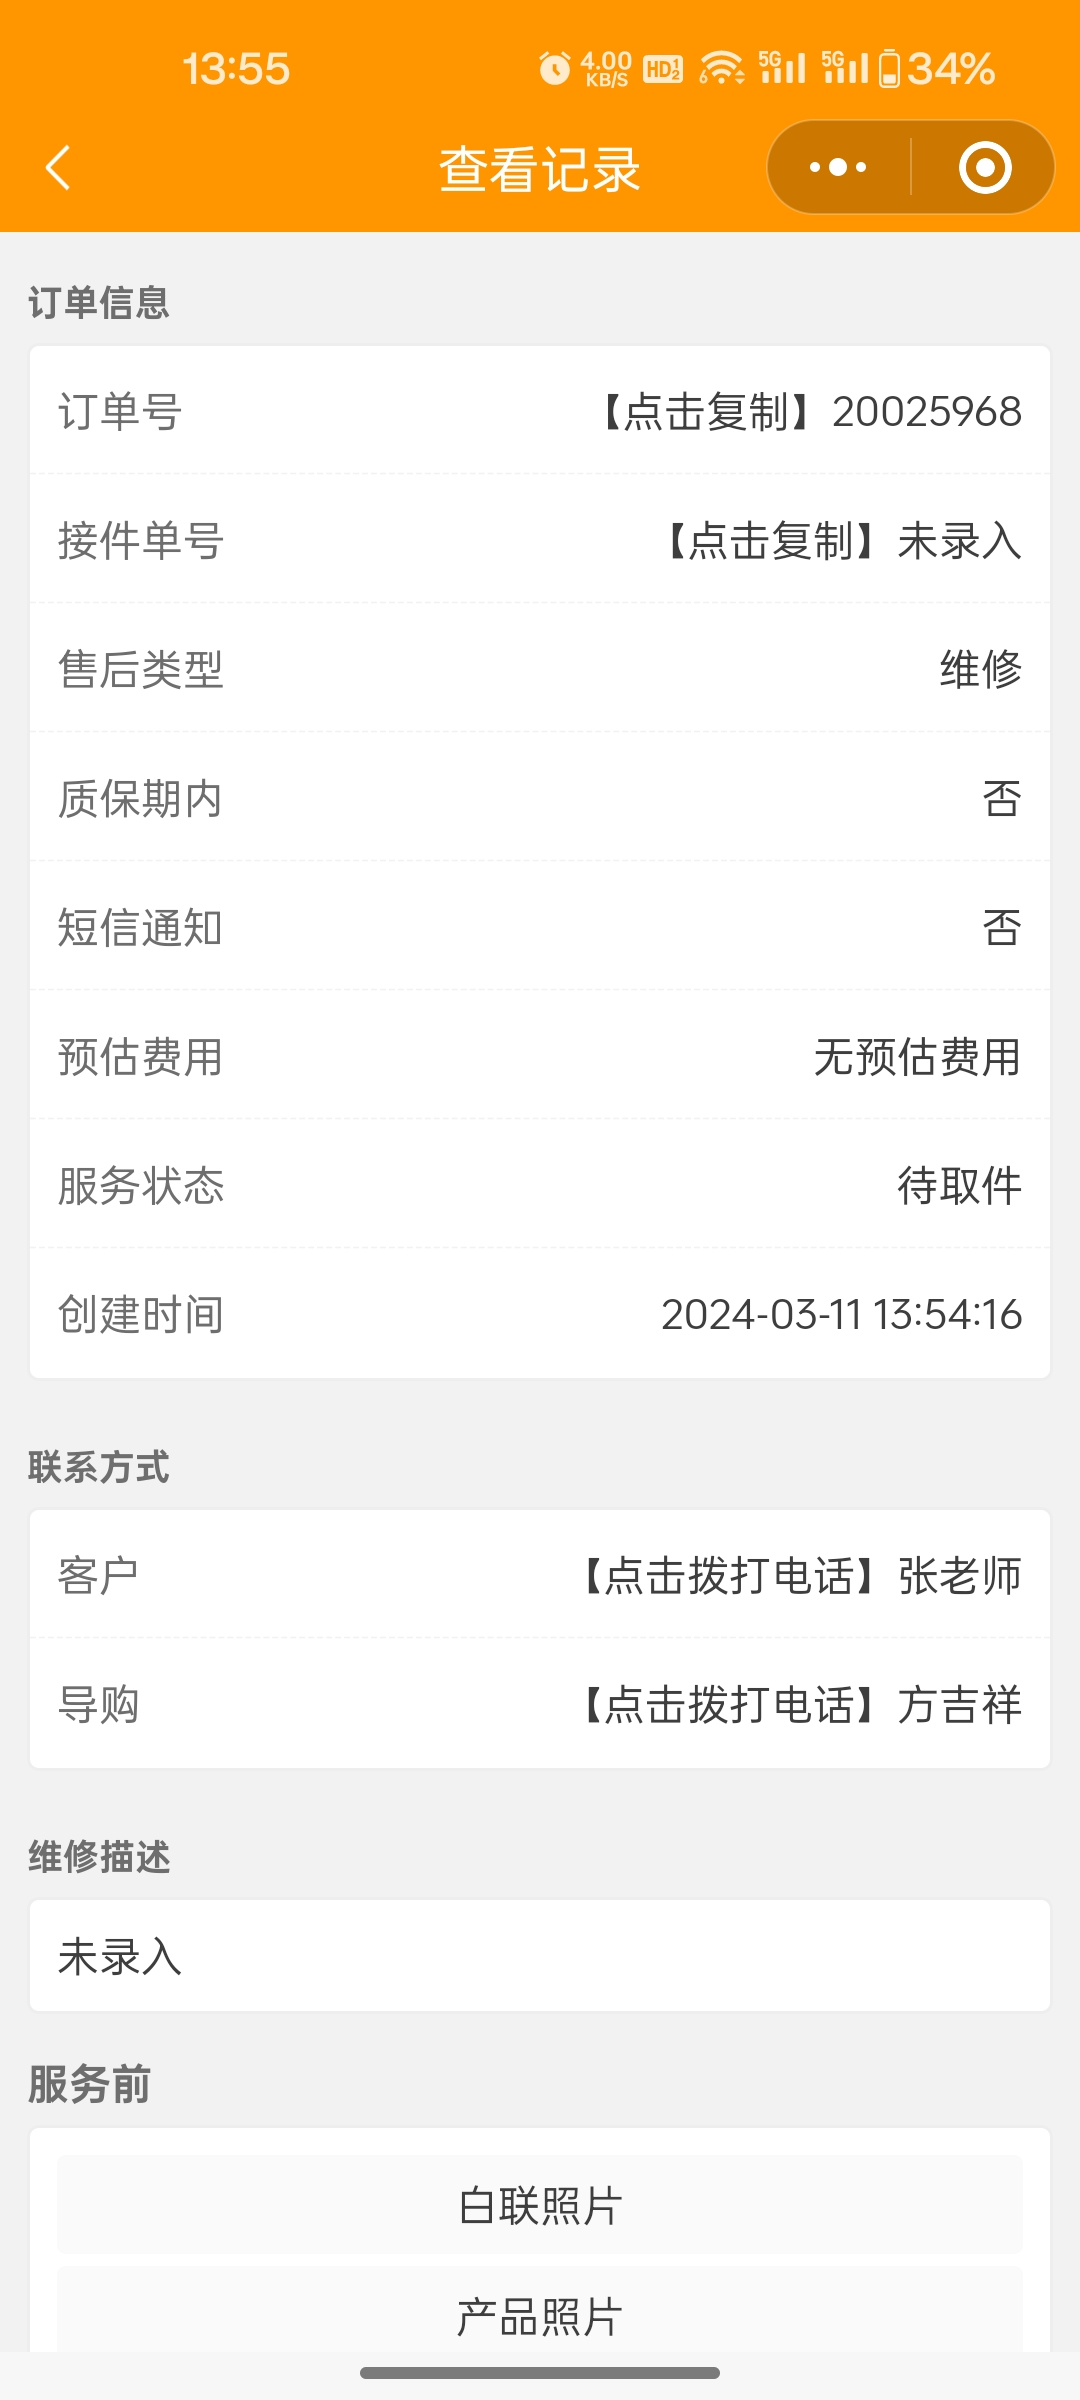 13:55 4.00 KB/S HD 1 2 6 5G 5G 34%
查看记录
订单信息
订单号 【点击复制】20025968
接件单号 【点击复制】未录入
售后类型 维修
质保期内 否
短信通知 否
预估费用 无预估费用
服务状态 待取件
创建时间 2024-03-11 13:54:16
联系方式
客户 【点击拨打电话】张老师
导购 【点击拨打电话】方吉祥
维修描述
未录入
服务前
白联照片
产品照片